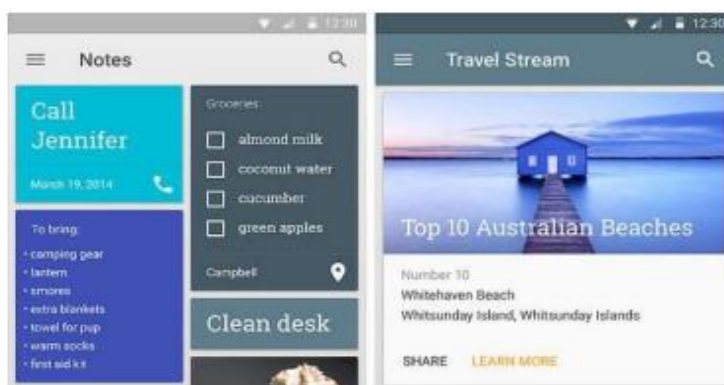 12:30
Notes
Call
Jennifer
March 19, 2014
To bring:
• camping gear
• lantern
• smores
• extra blankets
• towel for pup
• warm socks
• first aid kit
Groceries:
almond milk
coconut water
cucumber
green apples
Campbell
Clean desk
12:30
Travel Stream
Top 10 Australian Beaches
Number 10
Whitehaven Beach
Whitsunday Island, Whitsunday Islands
SHARE LEARN MORE